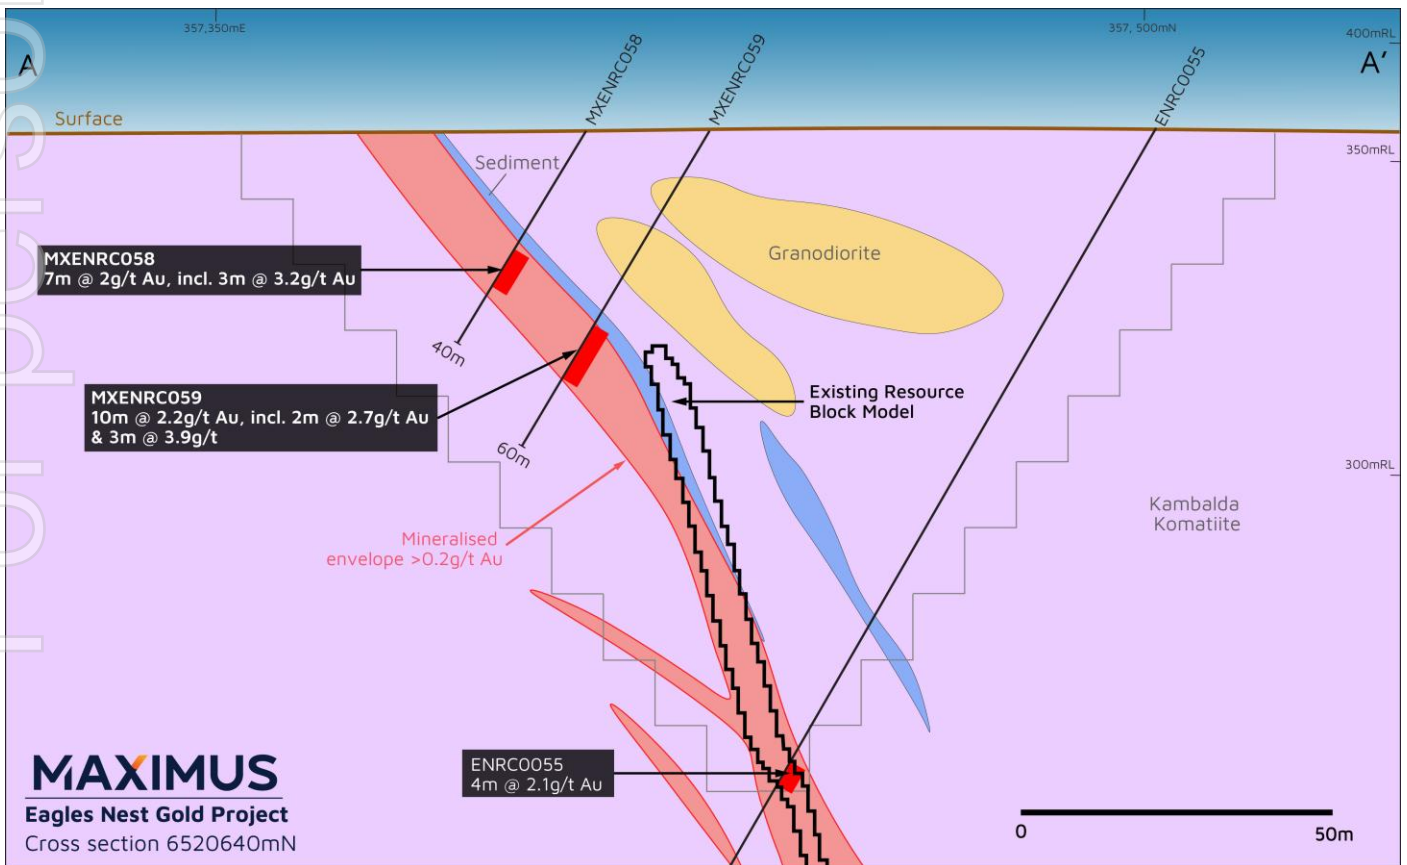 357,350mE
357, 500mN
400mRL
A
A'
MXENRC058
MXENRC059
ENRC0055
Surface
350mRL
Sediment
Granodiorite
MXENRC058
7m @ 2g/t Au, incl. 3m @ 3.2g/t Au
40m
MXENRC059
10m @ 2.2g/t Au, incl. 2m @ 2.7g/t Au
& 3m @ 3.9g/t
Existing Resource
Block Model
60m
300mRL
Kambalda
Komatiite
Mineralised
envelope >0.2g/t Au
ENRC0055
4m @ 2.1g/t Au
MAXIMUS
Eagles Nest Gold Project
Cross section 6520640mN
0
50m